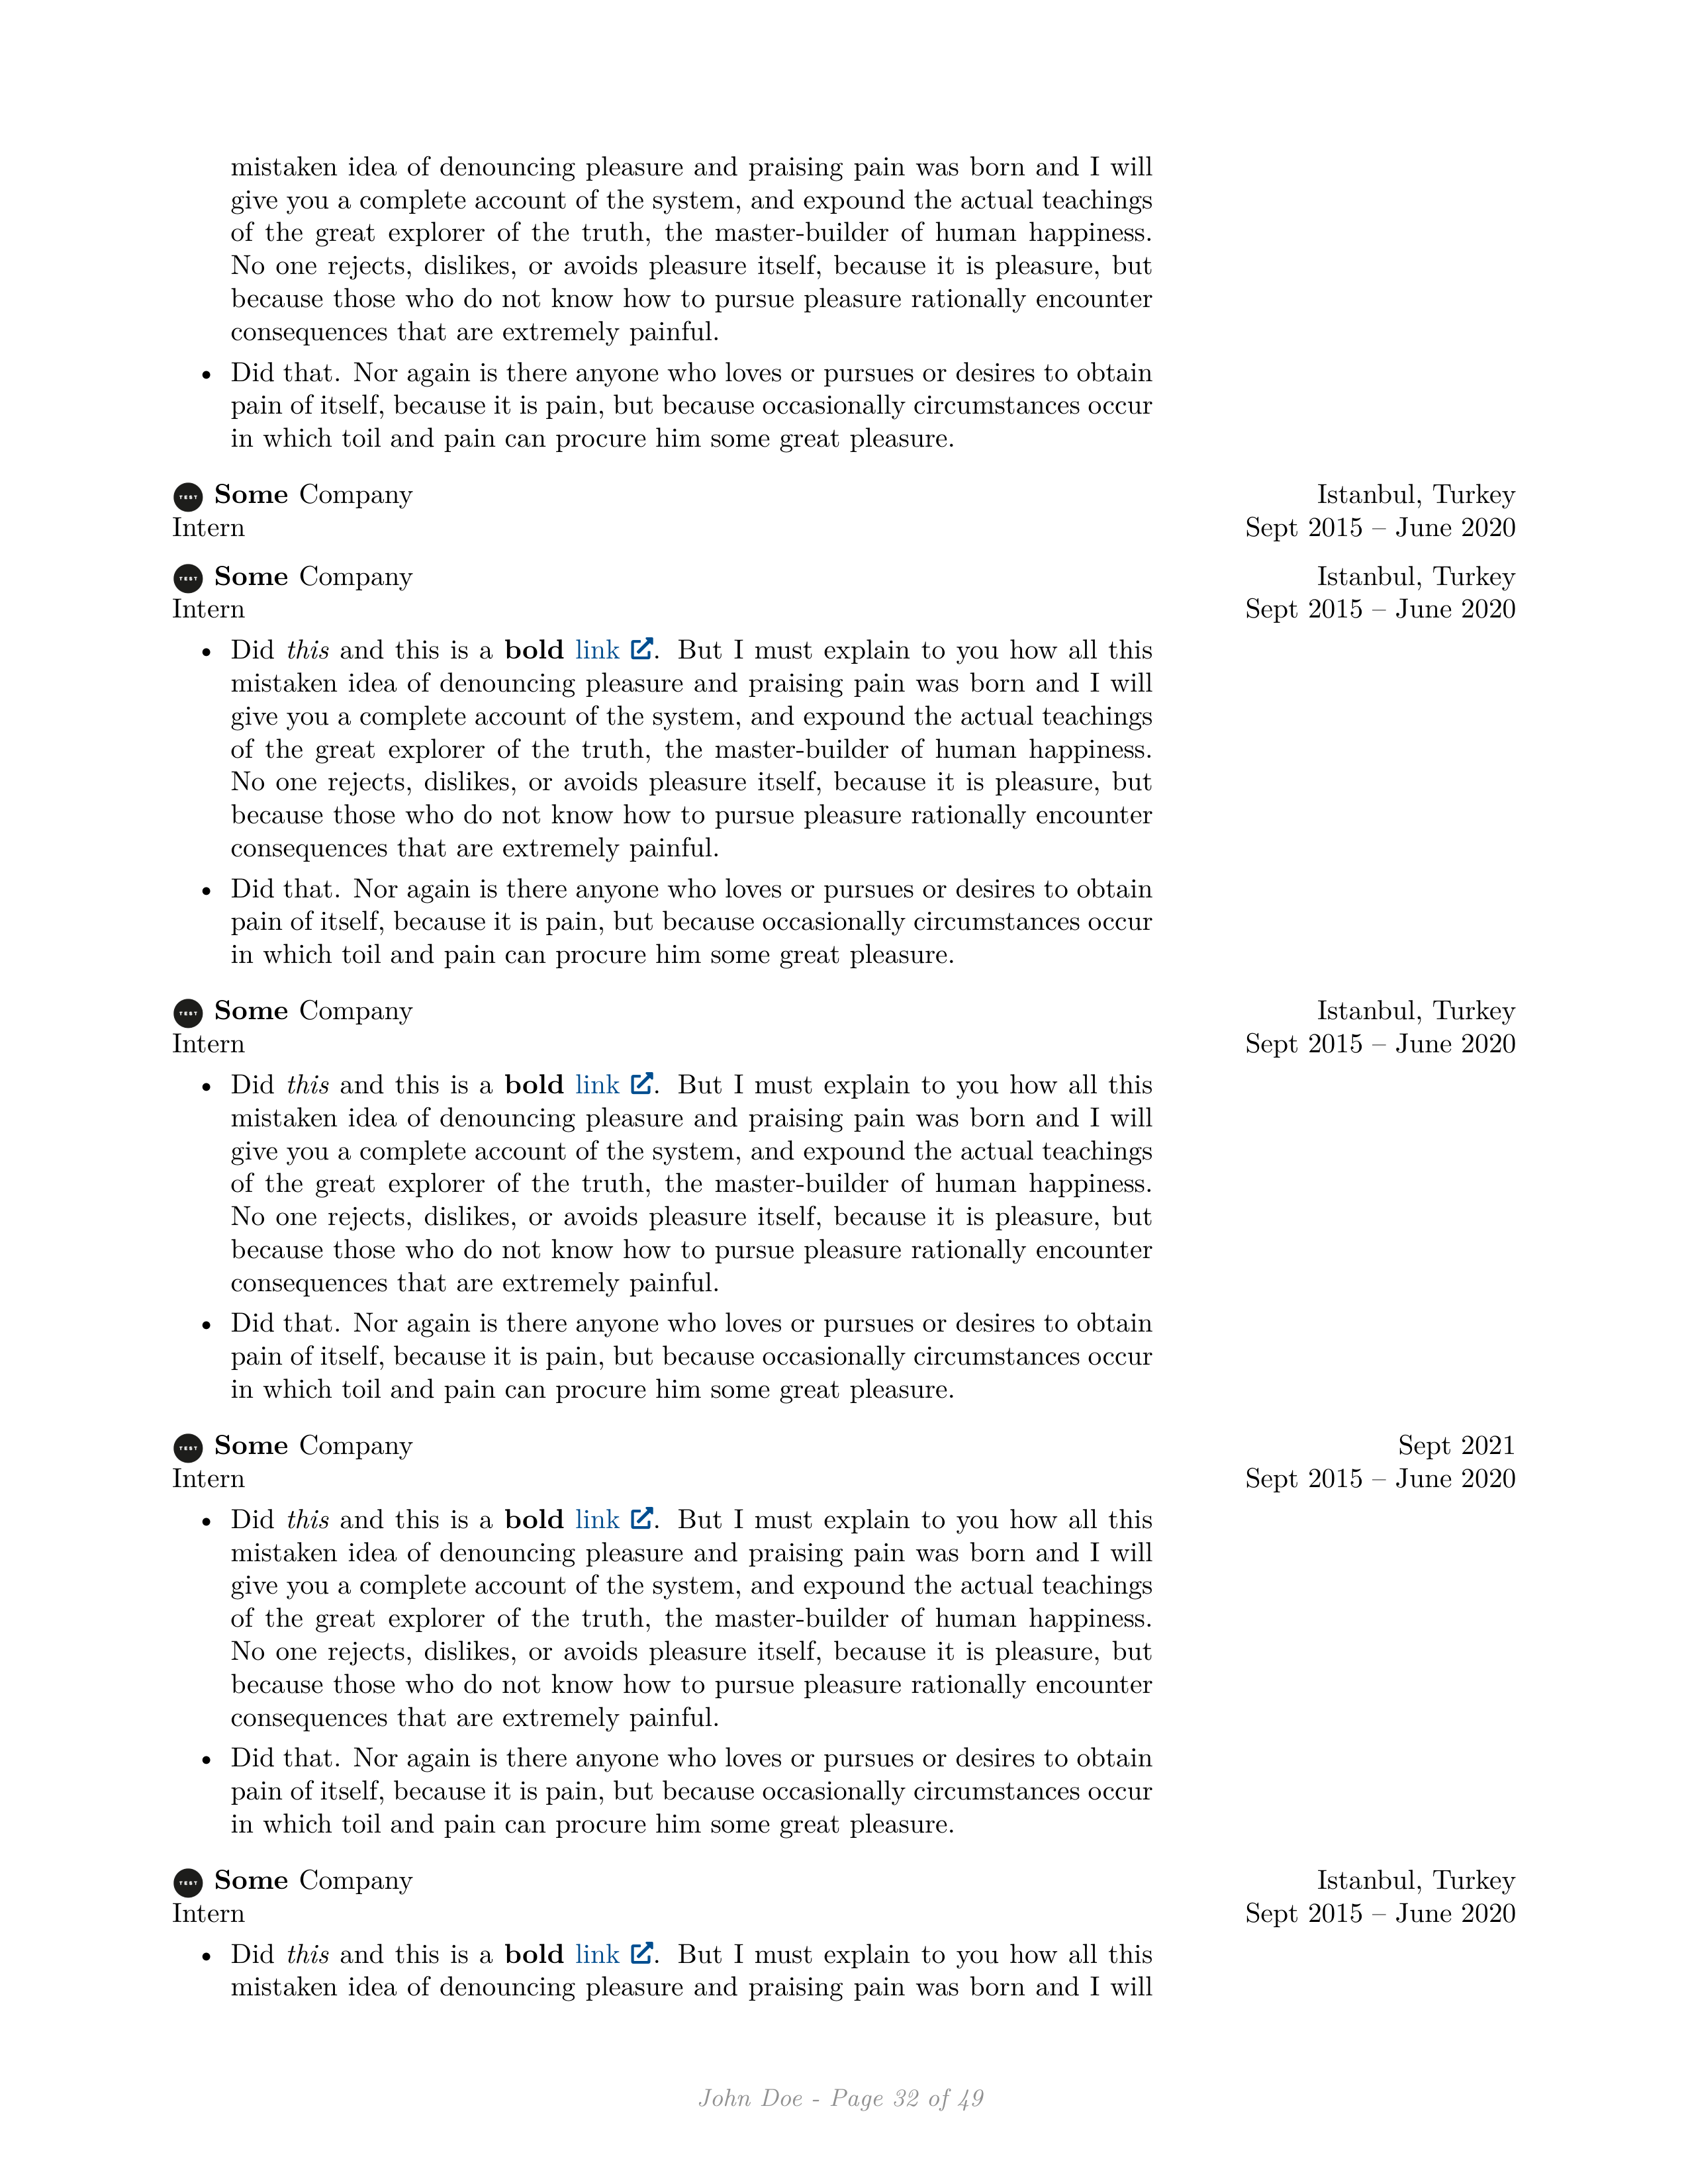 mistaken idea of denouncing pleasure and praising pain was born and I will
give you a complete account of the system, and expound the actual teachings
of the great explorer of the truth, the master-builder of human happiness.
No one rejects, dislikes, or avoids pleasure itself, because it is pleasure, but
because those who do not know how to pursue pleasure rationally encounter
consequences that are extremely painful.
• Did that. Nor again is there anyone who loves or pursues or desires to obtain
pain of itself, because it is pain, but because occasionally circumstances occur
in which toil and pain can procure him some great pleasure.
TEST Some Company Istanbul, Turkey
Intern Sept 2015 – June 2020
TEST Some Company Istanbul, Turkey
Intern Sept 2015 – June 2020
• Did this and this is a bold link. But I must explain to you how all this
mistaken idea of denouncing pleasure and praising pain was born and I will
give you a complete account of the system, and expound the actual teachings
of the great explorer of the truth, the master-builder of human happiness.
No one rejects, dislikes, or avoids pleasure itself, because it is pleasure, but
because those who do not know how to pursue pleasure rationally encounter
consequences that are extremely painful.
• Did that. Nor again is there anyone who loves or pursues or desires to obtain
pain of itself, because it is pain, but because occasionally circumstances occur
in which toil and pain can procure him some great pleasure.
TEST Some Company Istanbul, Turkey
Intern Sept 2015 – June 2020
• Did this and this is a bold link. But I must explain to you how all this
mistaken idea of denouncing pleasure and praising pain was born and I will
give you a complete account of the system, and expound the actual teachings
of the great explorer of the truth, the master-builder of human happiness.
No one rejects, dislikes, or avoids pleasure itself, because it is pleasure, but
because those who do not know how to pursue pleasure rationally encounter
consequences that are extremely painful.
• Did that. Nor again is there anyone who loves or pursues or desires to obtain
pain of itself, because it is pain, but because occasionally circumstances occur
in which toil and pain can procure him some great pleasure.
TEST Some Company Sept 2021
Intern Sept 2015 – June 2020
• Did this and this is a bold link. But I must explain to you how all this
mistaken idea of denouncing pleasure and praising pain was born and I will
give you a complete account of the system, and expound the actual teachings
of the great explorer of the truth, the master-builder of human happiness.
No one rejects, dislikes, or avoids pleasure itself, because it is pleasure, but
because those who do not know how to pursue pleasure rationally encounter
consequences that are extremely painful.
• Did that. Nor again is there anyone who loves or pursues or desires to obtain
pain of itself, because it is pain, but because occasionally circumstances occur
in which toil and pain can procure him some great pleasure.
TEST Some Company Istanbul, Turkey
Intern Sept 2015 – June 2020
• Did this and this is a bold link. But I must explain to you how all this
mistaken idea of denouncing pleasure and praising pain was born and I will
John Doe - Page 32 of 49